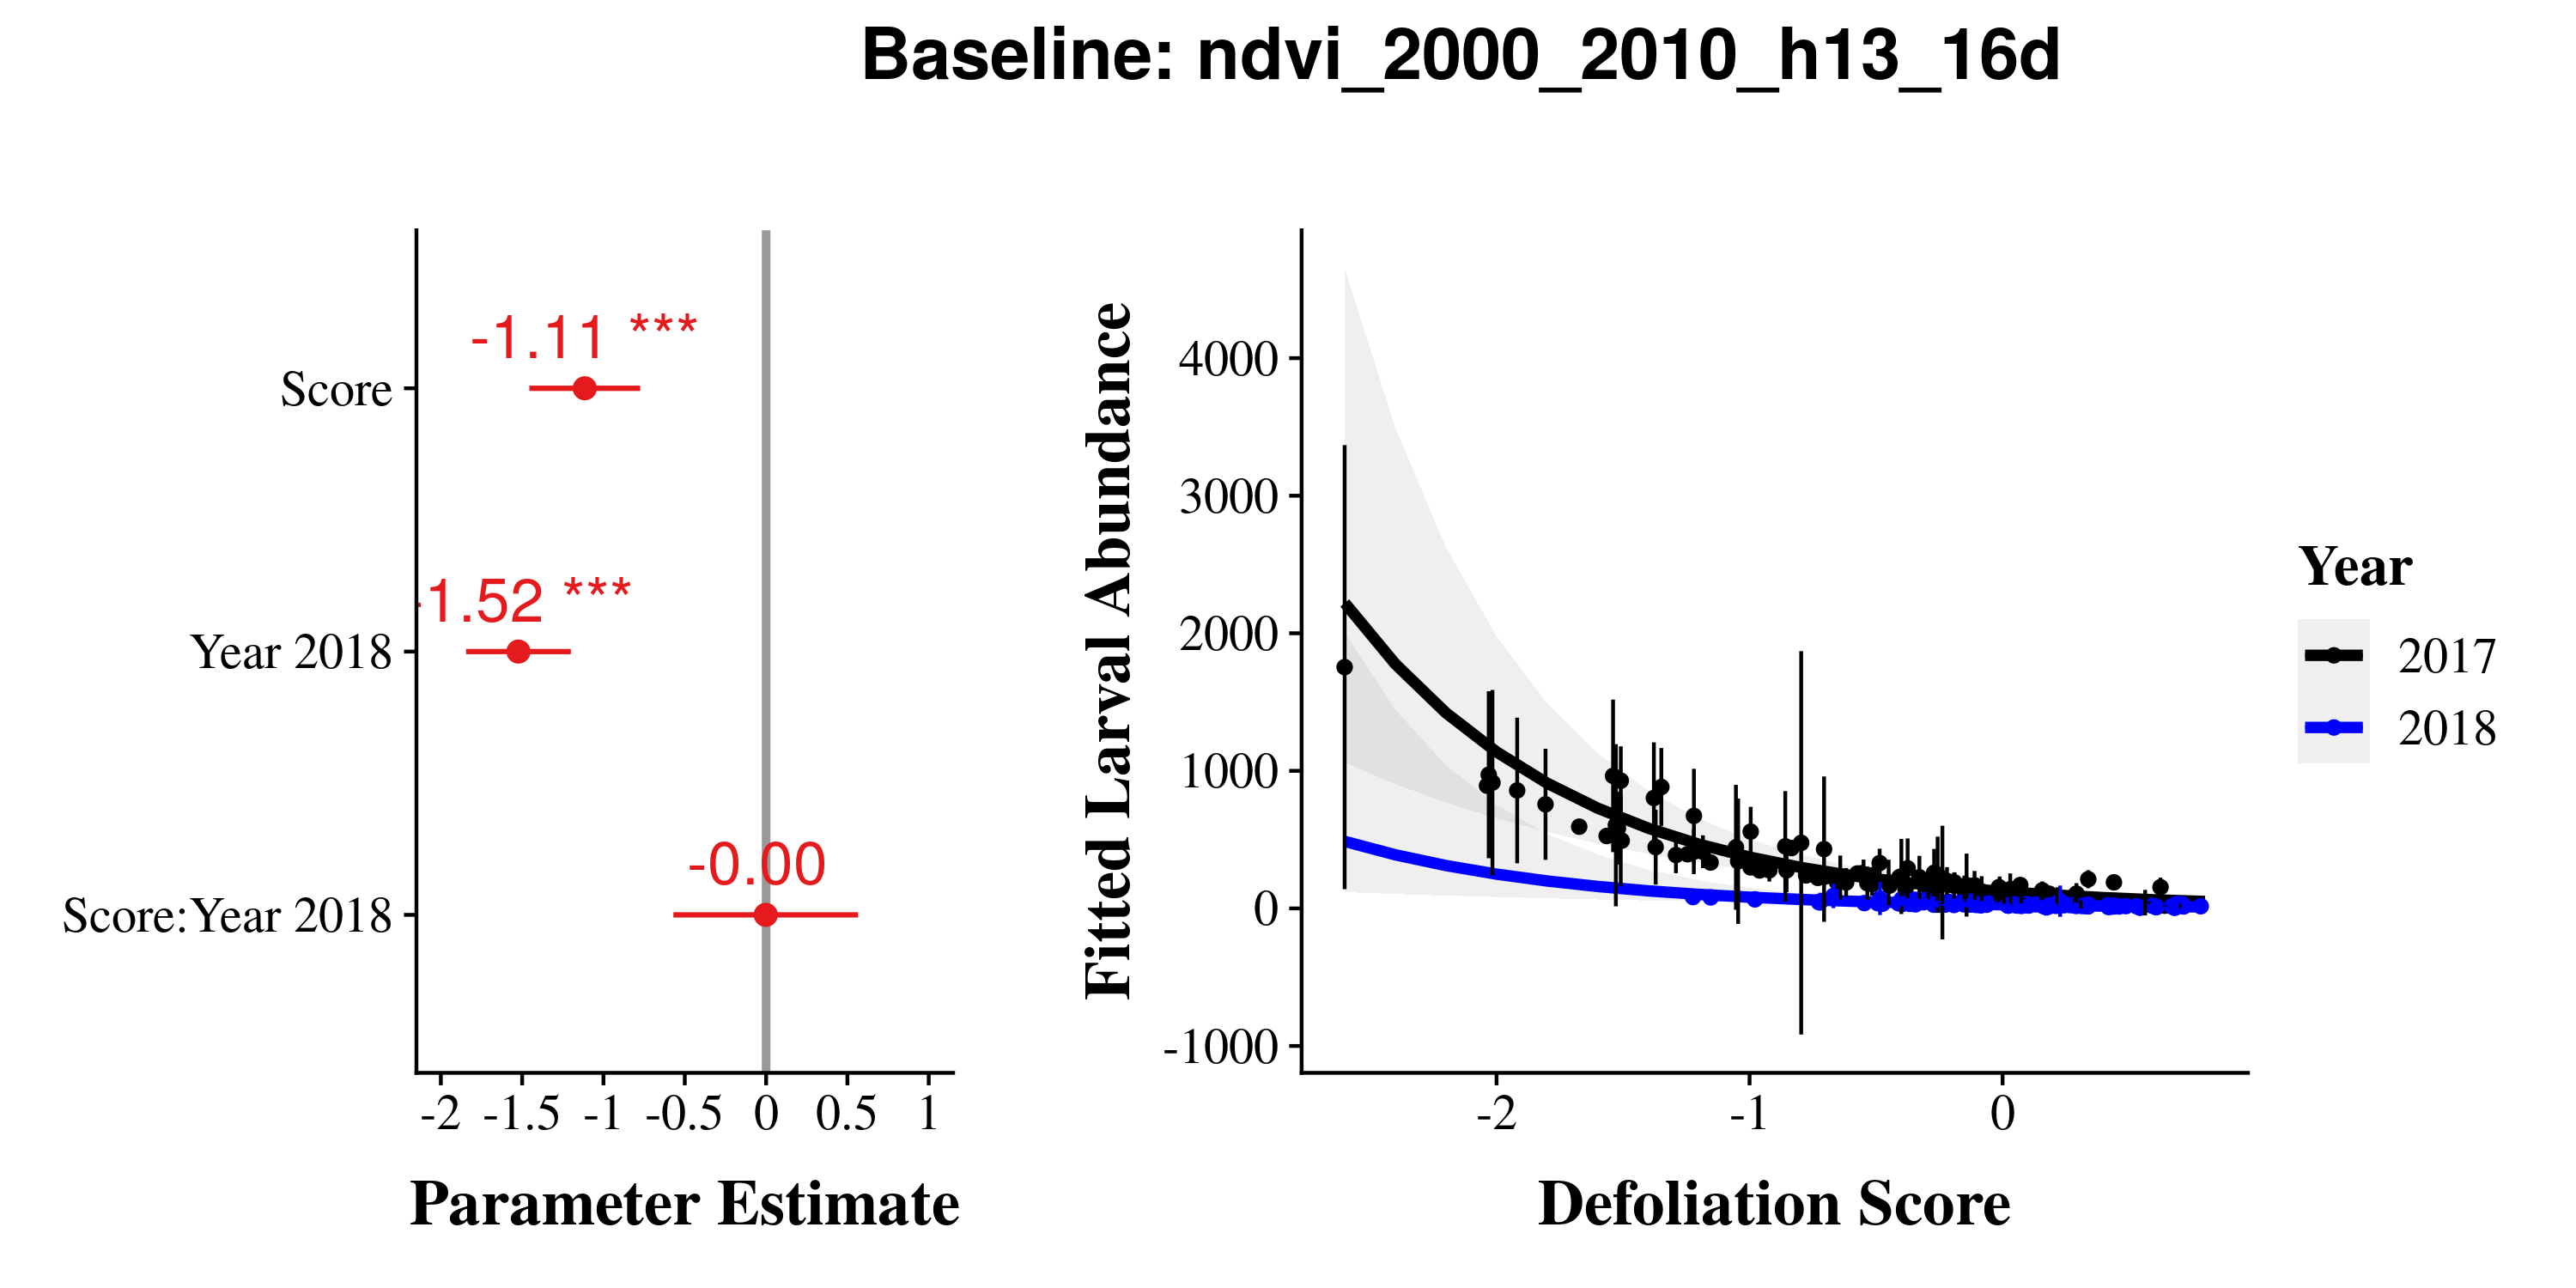 Baseline: ndvi_2000_2010_h13_16d
-1.11 ***
Score
-1.52 ***
Year 2018
-0.00
Score:Year 2018
-2 -1.5 -1 -0.5 0 0.5 1
Parameter Estimate
Fitted Larval Abundance
4000
3000
2000
1000
0
-1000
-2 -1 0
Defoliation Score
Year
2017
2018